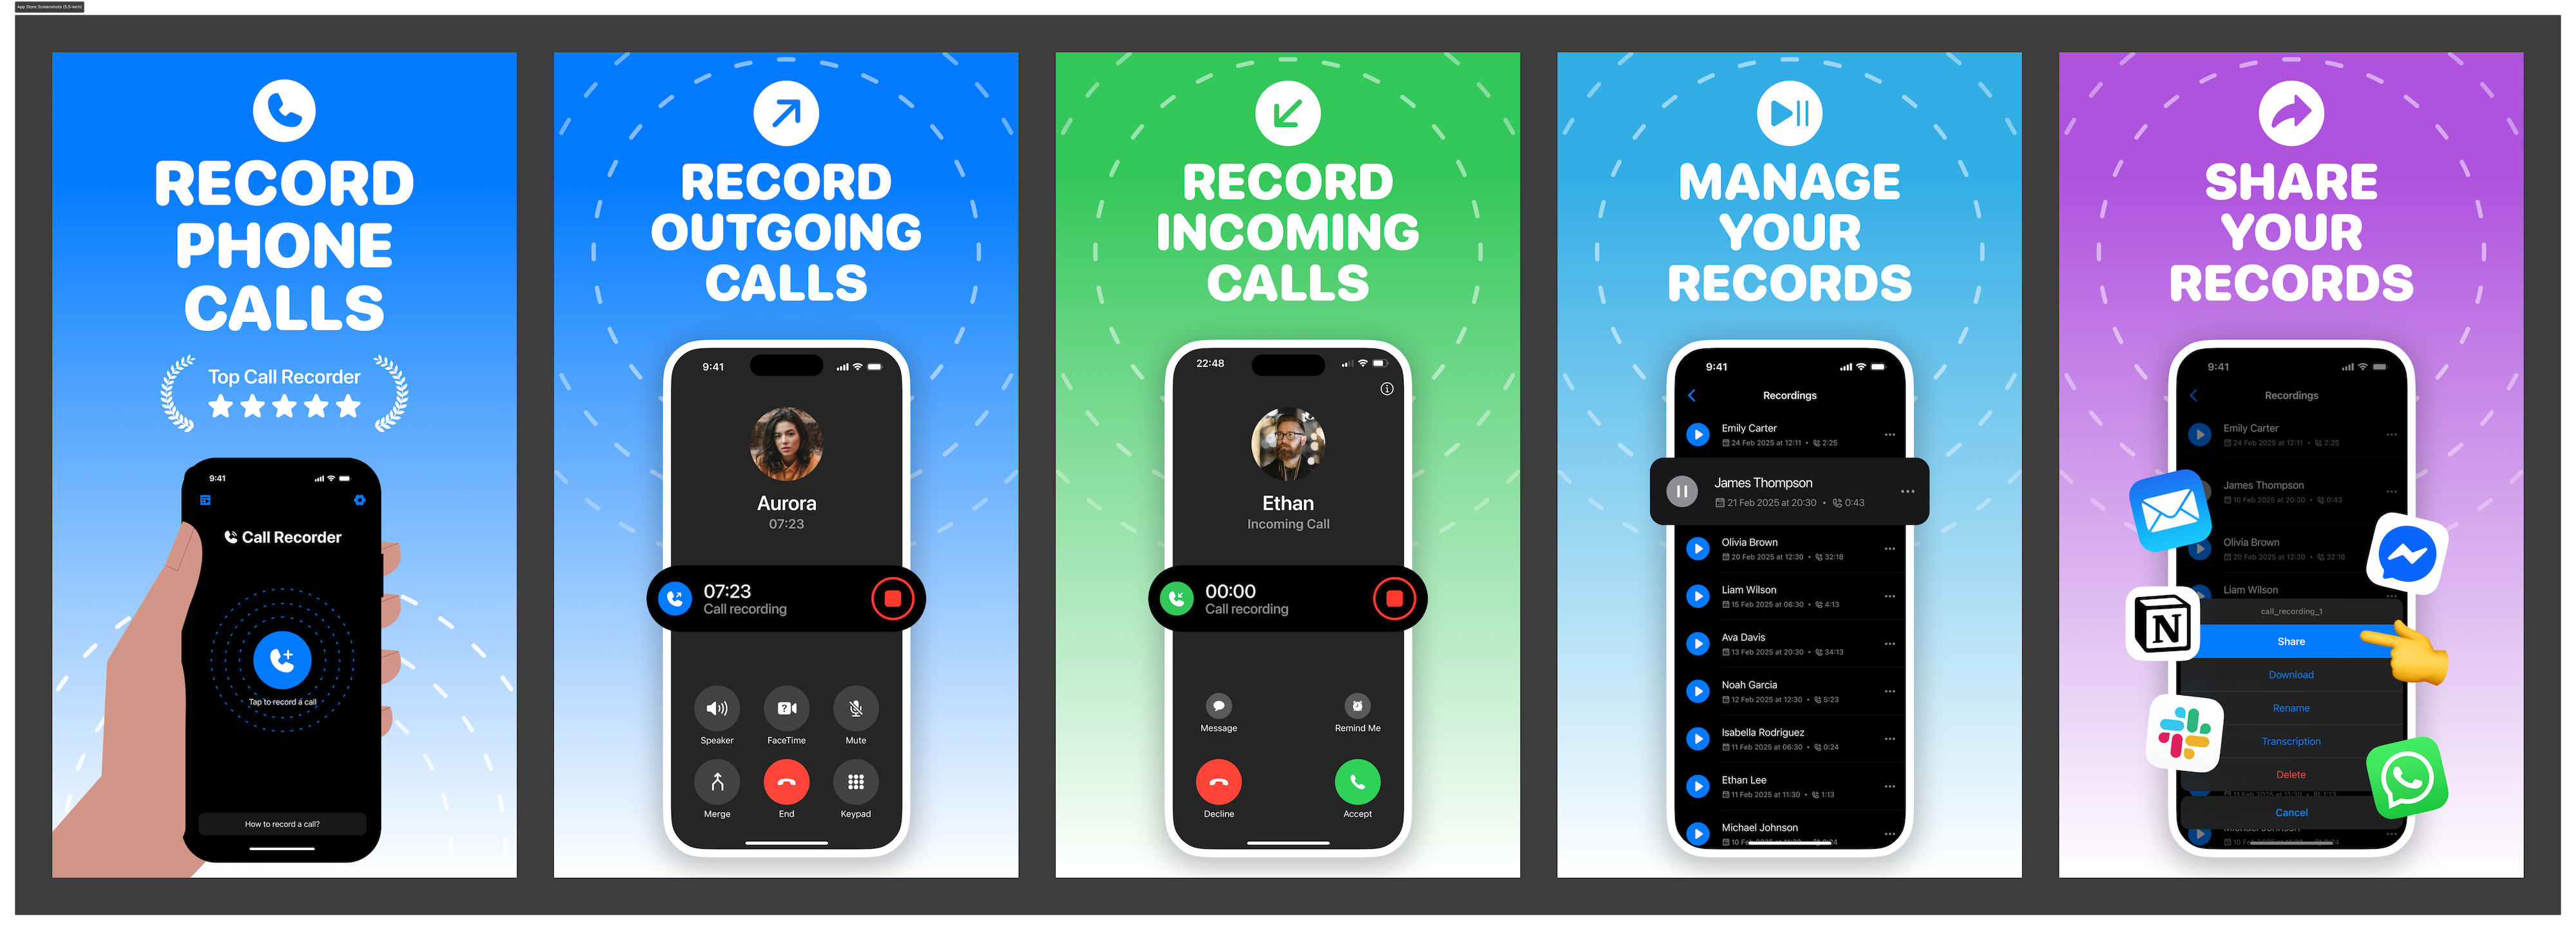 App Store Screenshots (5.5-inch)
RECORD
PHONE
CALLS
Top Call Recorder
9:41
Call Recorder
Tap to record a call
How to record a call?
RECORD
OUTGOING
CALLS
9:41
Aurora
07:23
07:23
Call recording
Speaker
FaceTime
Mute
Merge
End
Keypad
RECORD
INCOMING
CALLS
22:48
Ethan
Incoming Call
00:00
Call recording
Message
Remind Me
Decline
Accept
MANAGE
YOUR
RECORDS
9:41
Recordings
Emily Carter
24 Feb 2025 at 12:11 • 2:25
James Thompson
21 Feb 2025 at 20:30 • 0:43
Olivia Brown
20 Feb 2025 at 12:30 • 32:18
Liam Wilson
15 Feb 2025 at 06:30 • 4:13
Ava Davis
13 Feb 2025 at 20:30 • 34:13
Noah Garcia
12 Feb 2025 at 12:30 • 5:23
Isabella Rodriguez
11 Feb 2025 at 06:30 • 0:24
Ethan Lee
11 Feb 2025 at 11:30 • 1:13
Michael Johnson
SHARE
YOUR
RECORDS
9:41
Recordings
Emily Carter
24 Feb 2025 at 12:11 • 2:25
James Thompson
10 Feb 2025 at 20:30 • 0:43
Olivia Brown
20 Feb 2025 at 12:30 • 32:18
Liam Wilson
call_recording_1
Share
Download
Rename
Transcription
Delete
Cancel